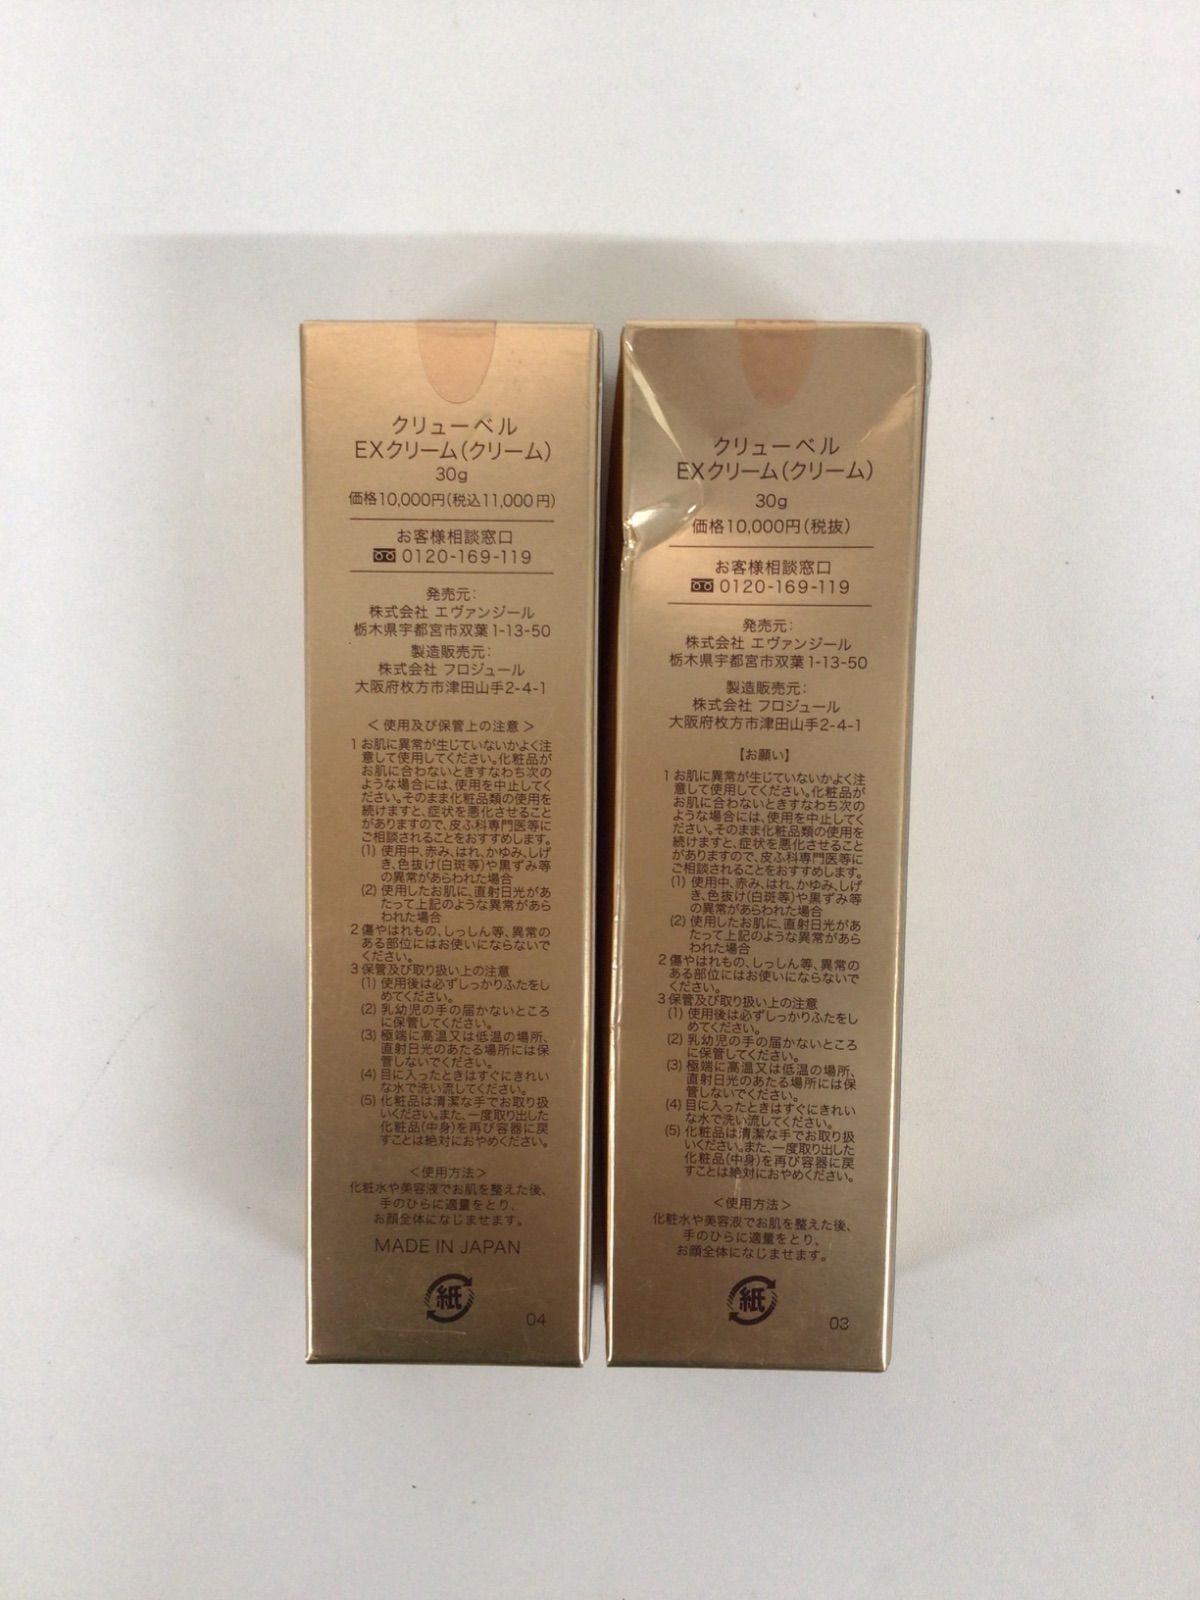 クリューベル
EXクリーム(クリーム)
30g
価格10,000円(税込11,000円)
お客様相談窓口
0120-169-119
発売元:
株式会社 エヴァンジール
栃木県宇都宮市双葉1-13-50
製造販売元:
株式会社 フロジュール
大阪府枚方市津田山手2-4-1
<使用及び保管上の注意>
1 お肌に異常が生じていないかよく注
意して使用してください。化粧品が
お肌に合わないときすなわち次の
ような場合には、使用を中止してく
ださい。そのまま化粧品類の使用を
続けますと、症状を悪化させること
がありますので、皮ふ科専門医等に
ご相談されることをおすすめします。
(1) 使用中、赤み、はれ、かゆみ、しげ
き、色抜け(白斑等)や黒ずみ等
の異常があらわれた場合
(2) 使用したお肌に、直射日光があ
たって上記のような異常があら
われた場合
2 傷やはれもの、しっしん等、異常の
ある部位にはお使いにならないで
ください。
3 保管及び取り扱い上の注意
(1) 使用後は必ずしっかりふたをし
めてください。
(2) 乳幼児の手の届かないところ
に保管してください。
(3) 極端に高温又は低温の場所、
直射日光のあたる場所には保
管しないでください。
(4) 目に入ったときはすぐにきれい
な水で洗い流してください。
(5) 化粧品は清潔な手でお取り扱
いください。また、一度取り出した
化粧品(中身)を再び容器に戻
すことは絶対におやめください。
<使用方法>
化粧水や美容液でお肌を整えた後、
手のひらに適量をとり、
お顔全体になじませます。
MADE IN JAPAN
紙
04
クリューベル
EXクリーム(クリーム)
30g
価格10,000円(税抜)
お客様相談窓口
0120-169-119
発売元:
株式会社 エヴァンジール
栃木県宇都宮市双葉1-13-50
製造販売元:
株式会社 フロジュール
大阪府枚方市津田山手2-4-1
【お願い】
1 お肌に異常が生じていないかよく注
意して使用してください。化粧品が
お肌に合わないときすなわち次の
ような場合には、使用を中止してく
ださい。そのまま化粧品類の使用を
続けますと、症状を悪化させること
がありますので、皮ふ科専門医等に
ご相談されることをおすすめします。
(1) 使用中、赤み、はれ、かゆみ、しげ
き、色抜け(白斑等)や黒ずみ等
の異常があらわれた場合
(2) 使用したお肌に、直射日光があ
たって上記のような異常があら
われた場合
2 傷やはれもの、しっしん等、異常の
ある部位にはお使いにならないで
ください。
3 保管及び取り扱い上の注意
(1) 使用後は必ずしっかりふたをし
めてください。
(2) 乳幼児の手の届かないところ
に保管してください。
(3) 極端に高温又は低温の場所、
直射日光のあたる場所には保
管しないでください。
(4) 目に入ったときはすぐにきれい
な水で洗い流してください。
(5) 化粧品は清潔な手でお取り扱
いください。また、一度取り出した
化粧品(中身)を再び容器に戻
すことは絶対におやめください。
<使用方法>
化粧水や美容液でお肌を整えた後、
手のひらに適量をとり、
お顔全体になじませます。
紙
03